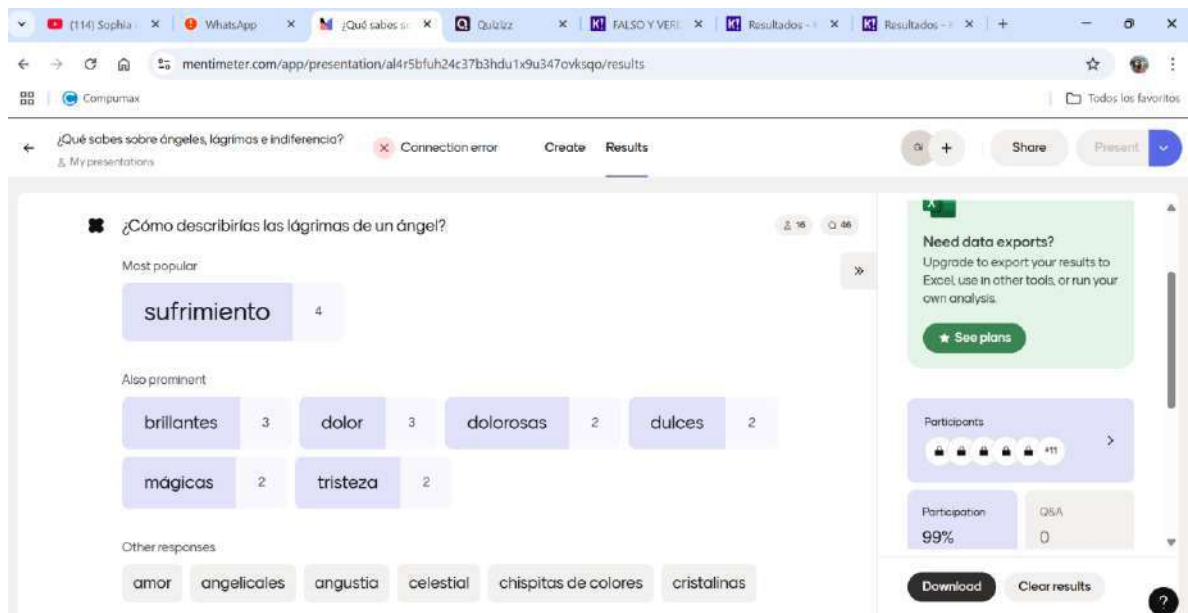 (114) Sophia
WhatsApp
¿Qué sabes s
Quizizz
FALSO Y VERD
Resultados -
Resultados -
mentimeter.com/app/presentation/al4r5bfuh24c37b3hdu1x9u347ovksqo/results
Compumax
Todos los favoritos
¿Qué sabes sobre ángeles, lágrimas e indiferencia?
My presentations
Connection error
Create
Results
Share
Present
¿Cómo describirías las lágrimas de un ángel?
16
46
Most popular
sufrimiento 4
Also prominent
brillantes 3
dolor 3
dolorosas 2
dulces 2
mágicas 2
tristeza 2
Other responses
amor
angelicales
angustia
celestial
chispitas de colores
cristalinas
Need data exports?
Upgrade to export your results to
Excel, use in other tools, or run your
own analysis.
See plans
Participants
+11
Participation
99%
Q&A
0
Download
Clear results
?